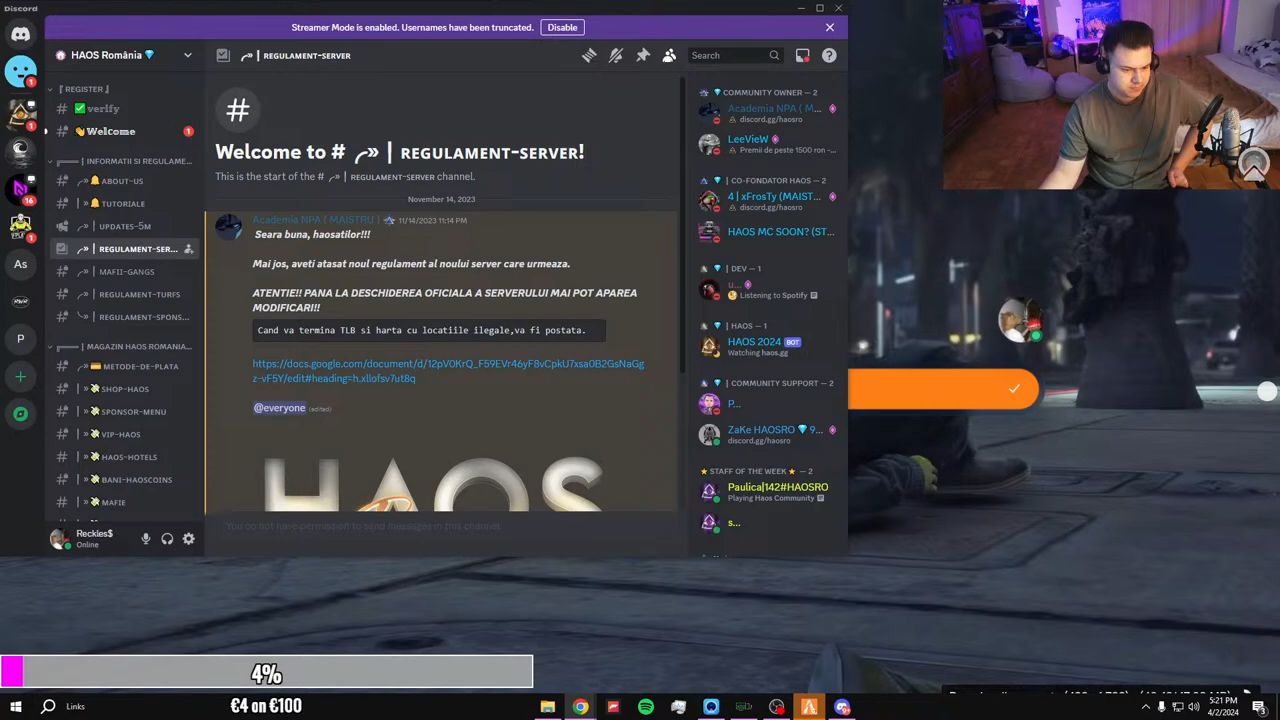 Discord
Streamer Mode is enabled. Usernames have been truncated. Disable
HAOS România
REGULAMENT-SERVER
Search
[ REGISTER ]
verify
Welcome 1
| INFORMATII SI REGULAME...
ABOUT-US
TUTORIALE
UPDATES-5M
| REGULAMENT-SER...
MAFII-GANGS
REGULAMENT-TURFS
REGULAMENT-SPONS...
| MAGAZIN HAOS ROMANIA...
METODE-DE-PLATA
SHOP-HAOS
SPONSOR-MENU
VIP-HAOS
HAOS-HOTELS
BANI-HAOSCOINS
MAFIE
1
1
16
1
As
P
Reckles$
Online
Welcome to # | REGULAMENT-SERVER!
This is the start of the # | REGULAMENT-SERVER channel.
November 14, 2023
Academia NPA ( MAISTRU ) 11/14/2023 11:14 PM
Seara buna, haosatilor!!!
Mai jos, aveti atasat noul regulament al noului server care urmeaza.
ATENTIE!! PANA LA DESCHIDEREA OFICIALA A SERVERULUI MAI POT APAREA
MODIFICARI!!
Cand va termina TLB si harta cu locatiile ilegale,va fi postata.
https://docs.google.com/document/d/12pV0KrQ_F59EVr46yF8vCpkU7xsa0B2GsNaGg
z-vF5Y/edit#heading=h.xllofsv7ut8q
@everyone (edited)
HAOS
You do not have permission to send messages in this channel.
COMMUNITY OWNER — 2
Academia NPA ( M...
discord.gg/haosro
LeeVieW
Premii de peste 1500 ron -...
| CO-FONDATOR HAOS — 2
4 | xFrosTy (MAIST...
discord.gg/haosro
HAOS MC SOON? (ST...
| DEV — 1
u...
Listening to Spotify
| HAOS — 1
HAOS 2024 BOT
Watching haos.gg
| COMMUNITY SUPPORT — 2
P...
ZaKe HAOSRO 9...
discord.gg/haosro
STAFF OF THE WEEK — 2
Paulica|142#HAOSRO
Playing Haos Community
s...
4%
€4 on €100
Links
5:21 PM
4/2/2024